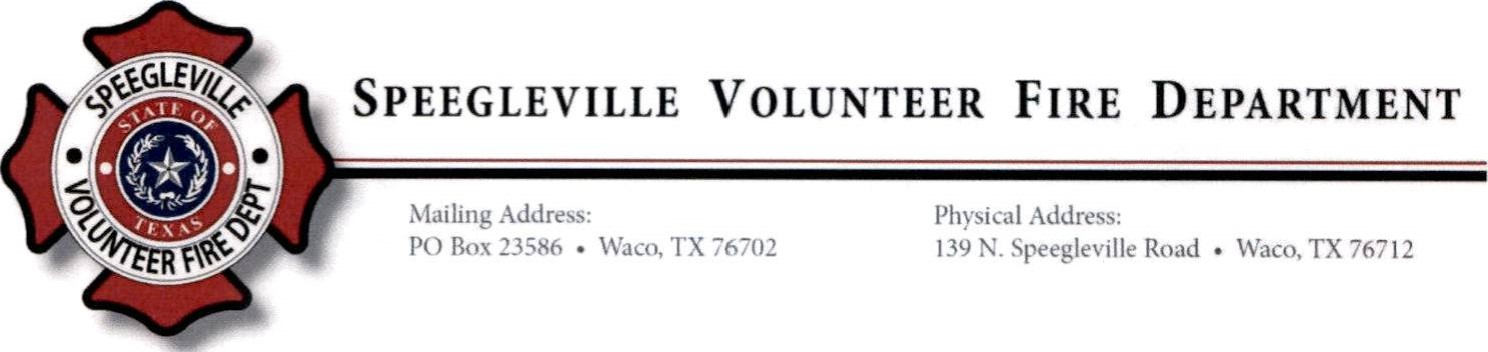 SPEEGLEVILLE
STATE OF
TEXAS
VOLUNTEER FIRE DEPT
SPEEGLEVILLE VOLUNTEER FIRE DEPARTMENT
Mailing Address:
PO Box 23586 • Waco, TX 76702
Physical Address:
139 N. Speegleville Road • Waco, TX 76712